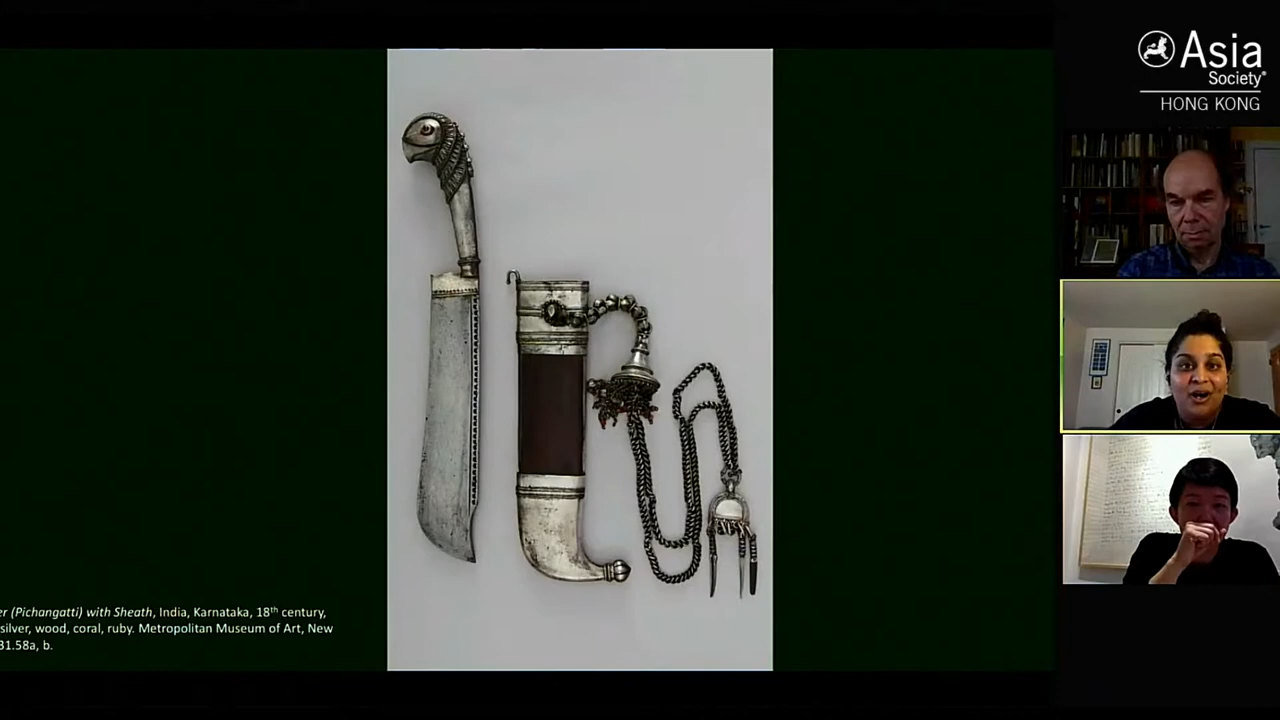 Asia
Society®
HONG KONG
er (Pichangatti) with Sheath, India, Karnataka, 18th century,
silver, wood, coral, ruby. Metropolitan Museum of Art, New
31.58a, b.